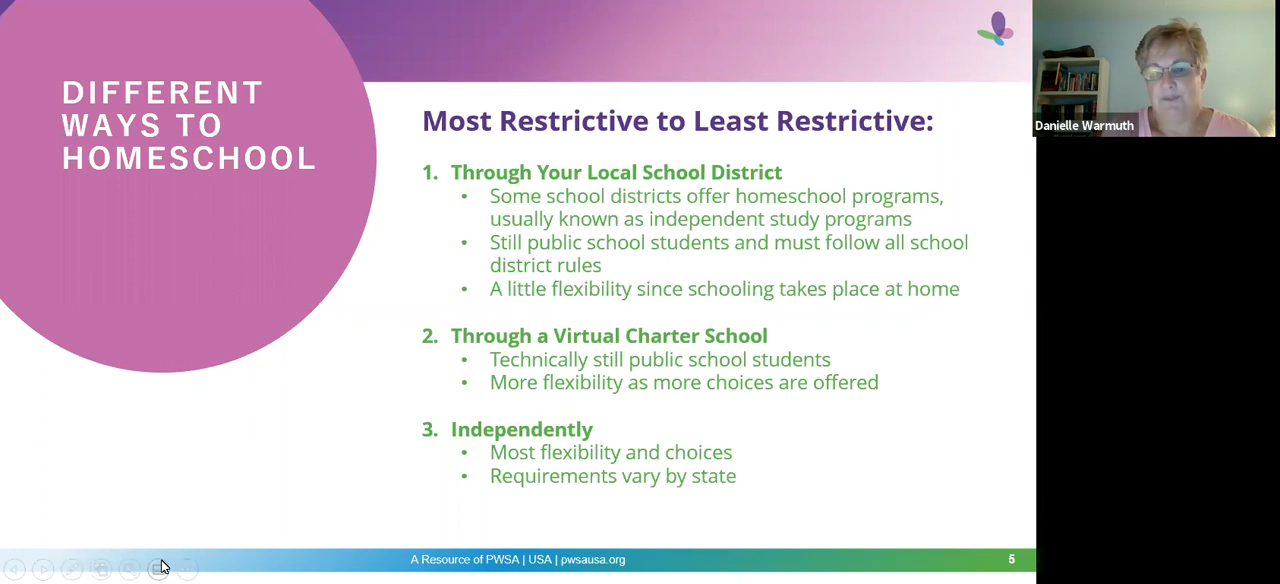 DIFFERENT
WAYS TO
HOMESCHOOL
Most Restrictive to Least Restrictive:
1. Through Your Local School District
• Some school districts offer homeschool programs,
usually known as independent study programs
• Still public school students and must follow all school
district rules
• A little flexibility since schooling takes place at home
2. Through a Virtual Charter School
• Technically still public school students
• More flexibility as more choices are offered
3. Independently
• Most flexibility and choices
• Requirements vary by state
A Resource of PWSA | USA | pwsausa.org
5
Danielle Warmuth